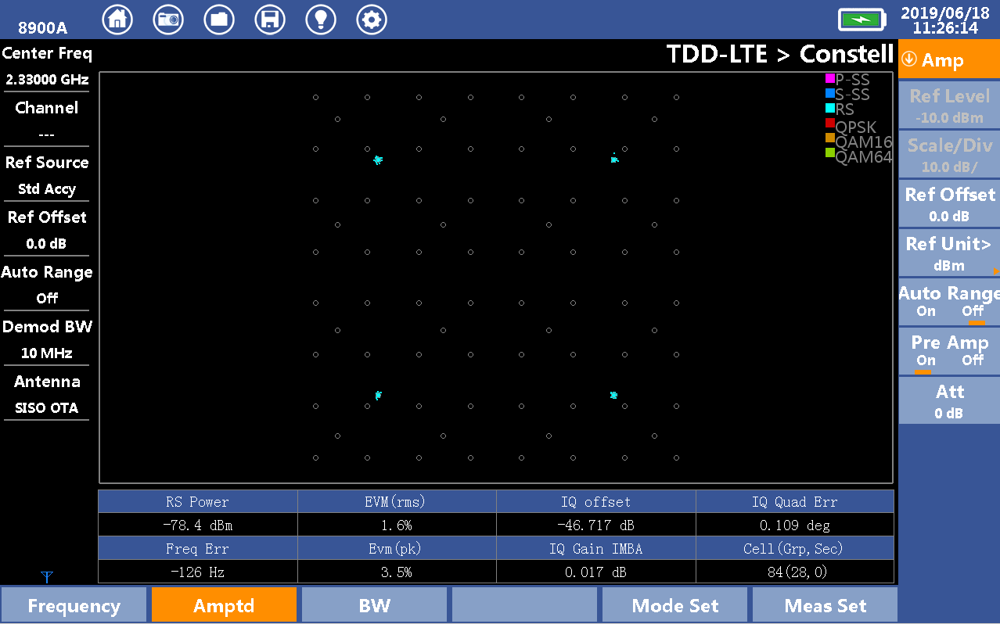 8900A
2019/06/18
11:26:14
Center Freq
2.33000 GHz
Channel
---
Ref Source
Std Accy
Ref Offset
0.0 dB
Auto Range
Off
Demod BW
10 MHz
Antenna
SISO OTA
TDD-LTE > Constell
P-SS
S-SS
RS
QPSK
QAM16
QAM64
RS Power EVM(rms) IQ offset IQ Quad Err
-78.4 dBm 1.6% -46.717 dB 0.109 deg
Freq Err Evm(pk) IQ Gain IMBA Cell(Grp,Sec)
-126 Hz 3.5% 0.017 dB 84(28,0)
Amp
Ref Level
-10.0 dBm
Scale/Div
10.0 dB/
Ref Offset
0.0 dB
Ref Unit>
dBm
Auto Range
On Off
Pre Amp
On Off
Att
0 dB
Frequency Amptd BW Mode Set Meas Set